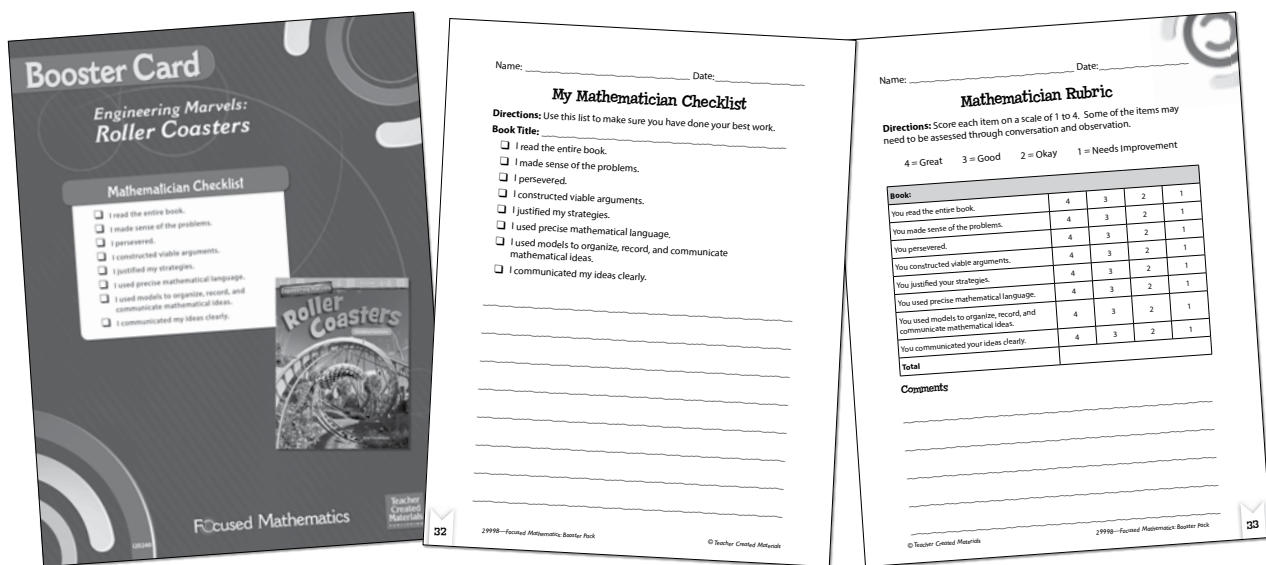 Booster Card
Engineering Marvels:
Roller Coasters
Mathematician Checklist
❑ I read the entire book.
❑ I made sense of the problems.
❑ I persevered.
❑ I constructed viable arguments.
❑ I justified my strategies.
❑ I used precise mathematical language.
❑ I used models to organize, record, and
communicate mathematical ideas.
❑ I communicated my ideas clearly.
Engineering Marvels
Roller
Coasters
Focused Mathematics
Teacher
Created
Materials
Name: Date:
My Mathematician Checklist
Directions: Use this list to make sure you have done your best work.
Book Title:
❑ I read the entire book.
❑ I made sense of the problems.
❑ I persevered.
❑ I constructed viable arguments.
❑ I justified my strategies.
❑ I used precise mathematical language.
❑ I used models to organize, record, and communicate
mathematical ideas.
❑ I communicated my ideas clearly.
32
29998—Focused Mathematics: Booster Pack © Teacher Created Materials
Name: Date:
Mathematician Rubric
Directions: Score each item on a scale of 1 to 4. Some of the items may
need to be assessed through conversation and observation.
4 = Great 3 = Good 2 = Okay 1 = Needs Improvement
Book:
You read the entire book. 4 3 2 1
You made sense of the problems. 4 3 2 1
You persevered. 4 3 2 1
You constructed viable arguments. 4 3 2 1
You justified your strategies. 4 3 2 1
You used precise mathematical language. 4 3 2 1
You used models to organize, record, and
communicate mathematical ideas. 4 3 2 1
You communicated your ideas clearly. 4 3 2 1
Total
Comments
© Teacher Created Materials 29998—Focused Mathematics: Booster Pack
33